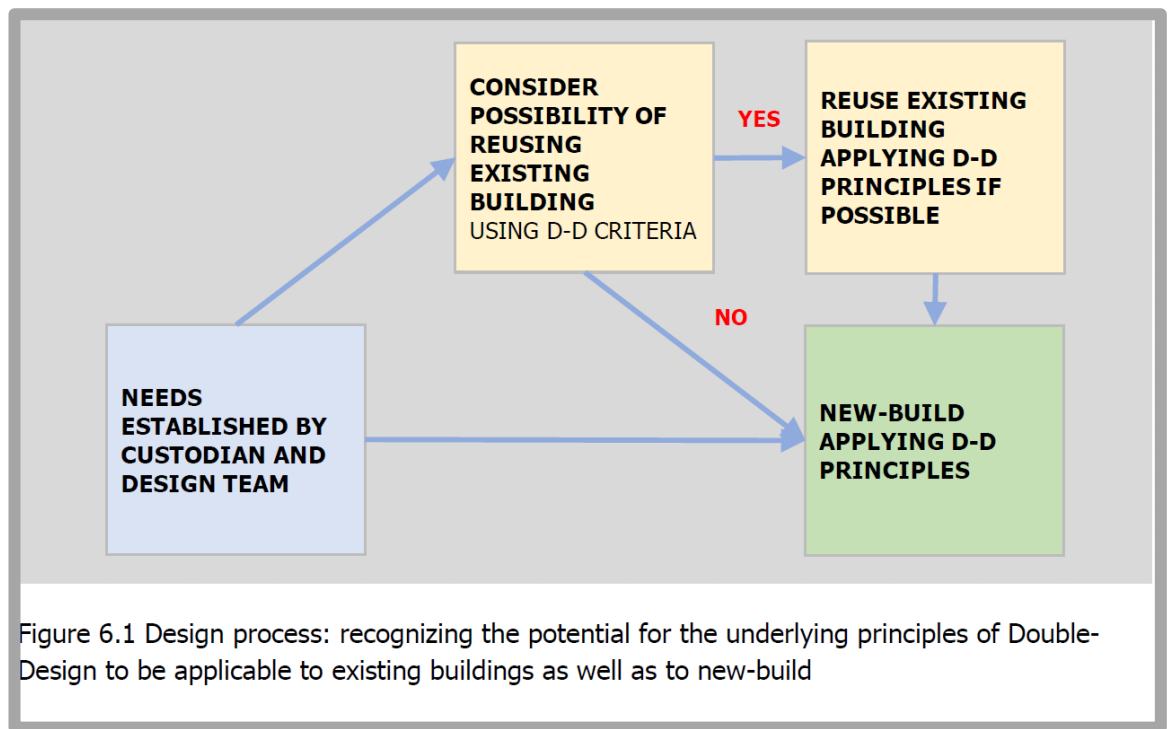 CONSIDER
POSSIBILITY OF
REUSING
EXISTING
BUILDING
USING D-D CRITERIA
YES
REUSE EXISTING
BUILDING
APPLYING D-D
PRINCIPLES IF
POSSIBLE
NO
NEEDS
ESTABLISHED BY
CUSTODIAN AND
DESIGN TEAM
NEW-BUILD
APPLYING D-D
PRINCIPLES
Figure 6.1 Design process: recognizing the potential for the underlying principles of Double-
Design to be applicable to existing buildings as well as to new-build